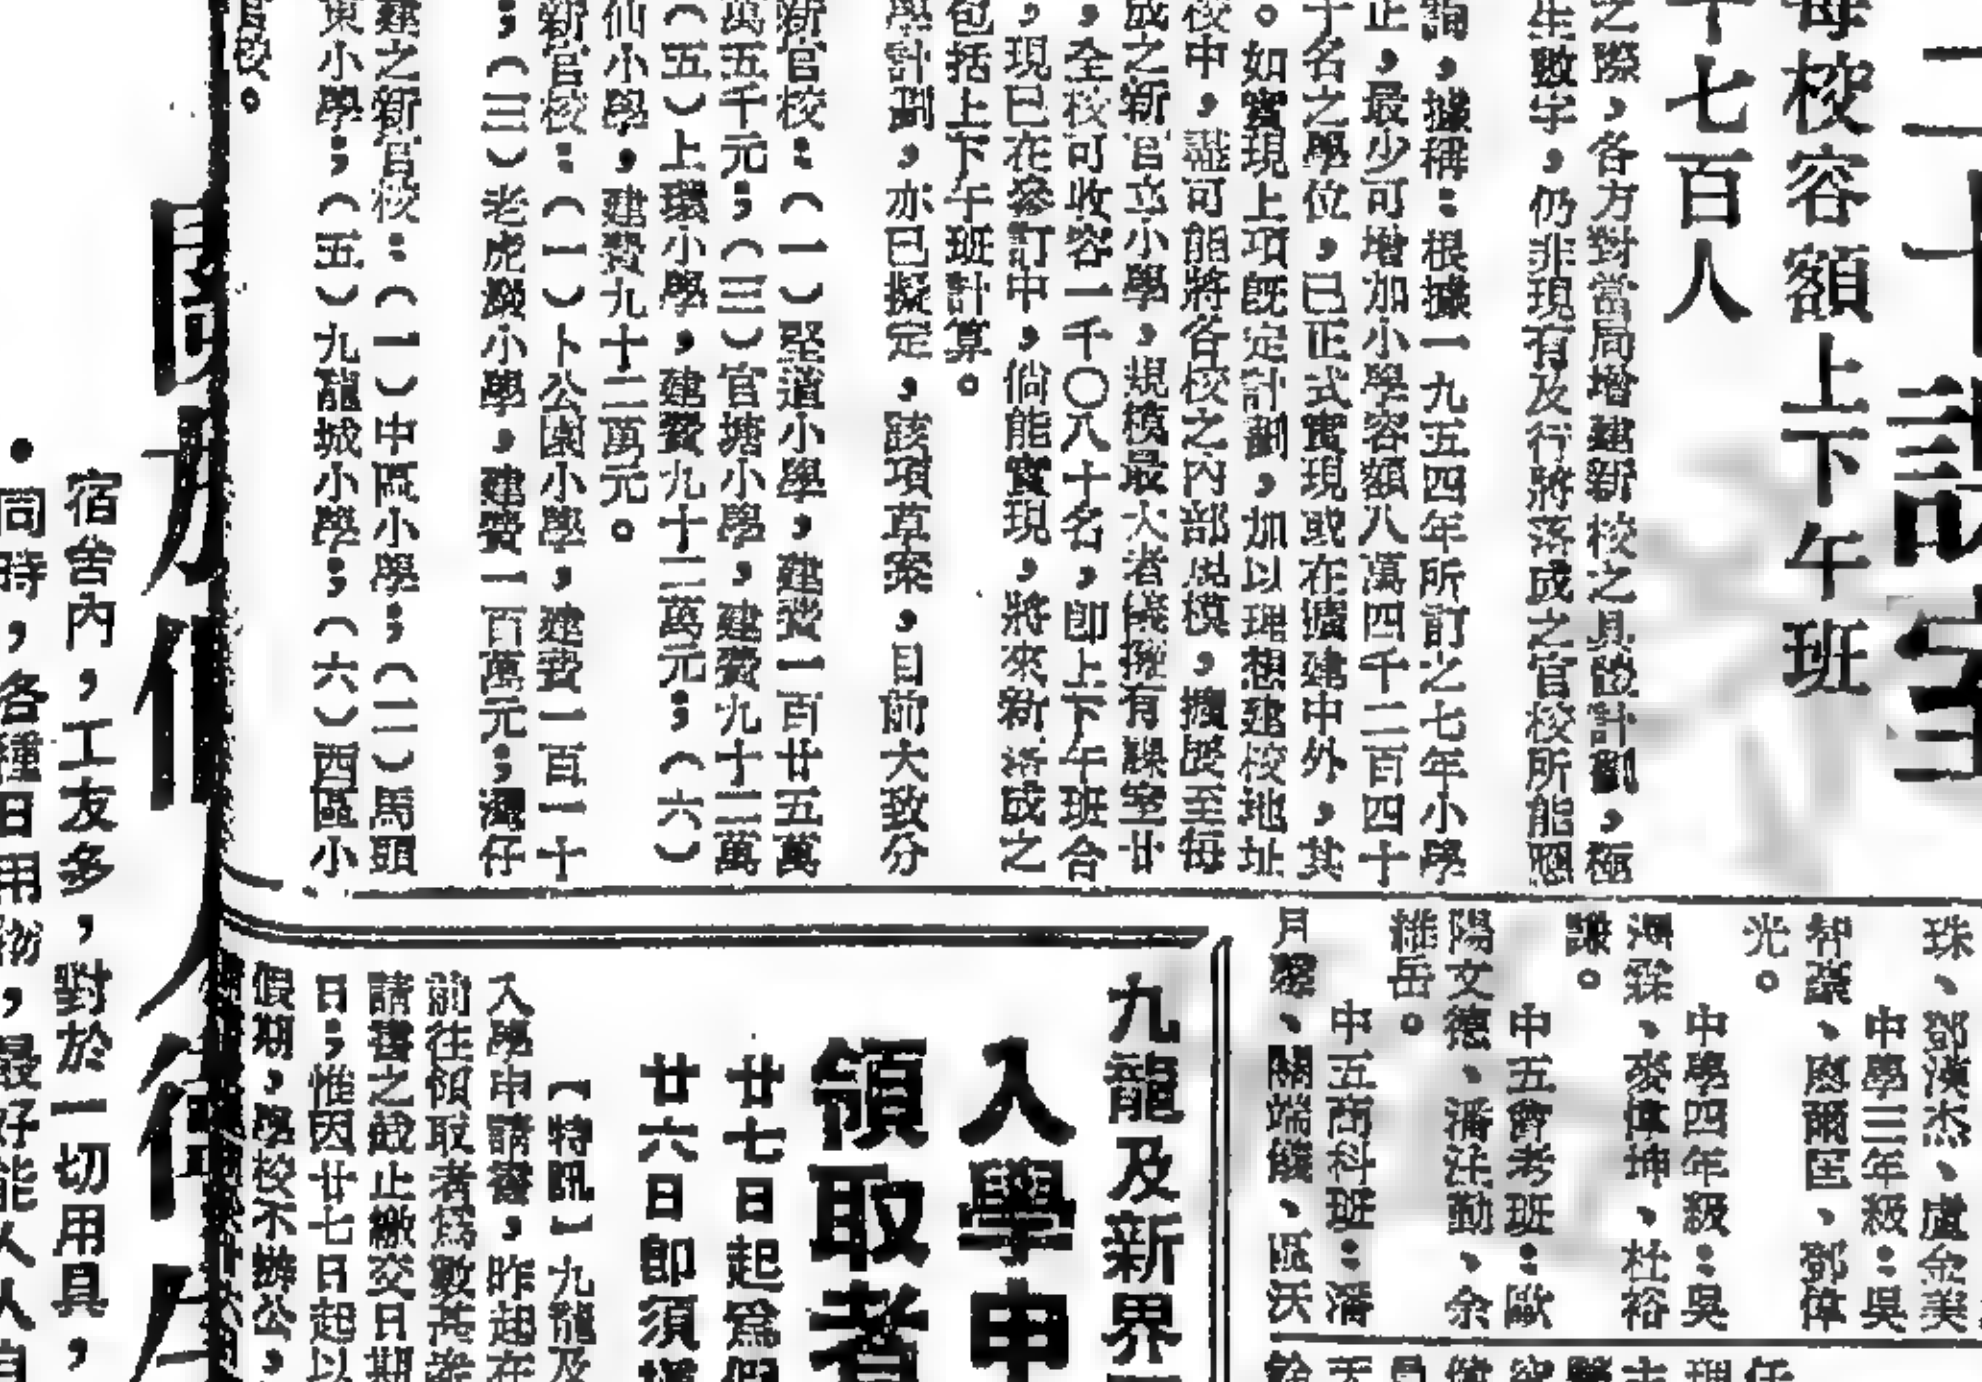 二十課室
每校容額上下午班
千七百人
之際，各方對當局增建新校之具體計劃，極
生數字，仍非現有及行將落成之官校所能
詢，據稱：根據一九五四年所訂之七年小學
正，最少可增加小學容額八萬四千二百四十
十名之學位，已正式實現或在擴建中外，其
。如實現上項既定計劃，加以理想建校地址
校中，儘可能將各校之內部規模，擴展至每
成之新官立小學，規模最大者僅擁有課室廿
，全校可收容一千〇八十名，即上下午班合
，現已在參訂中，倘能實現，將來新落成之
包括上下午班計算。
學計劃，亦已擬定，該項草案，目前大致分
新官校：（一）堅道小學，建費一百廿五萬
萬五千元；（三）官塘小學，建費九十二萬
（五）上環小學，建費九十二萬元；（六）
仙小學，建費九十二萬元。
新官校：（一）卜公園小學，建費一百一十
；（三）老虎巖小學，建費一百萬元；灣仔
建之新官校：（一）中區小學；（二）馬頭
東小學；（五）九龍城小學；（六）西區小
官校。
珠、鄧漢杰、盧金美
中學三年級：吳
智豪、爾匡、鄧偉
光。
中學四年級：吳
霖、麥偉坤、杜裕
謙。
中五會考班：歐
陽文德、潘注勤、余
維岳。
中五商科班：潘
月、關端儀、區沃
九龍及新界
入學申
領取者
廿七日起為假
廿六日即須
【特訊】九龍及
入學申請書，昨起在
前往領取者為數甚
請書之截止繳交日期
日；惟因廿七日起以
假期，學校不辦公，
宿舍內，工友多，對於一切用具，
同時，各種日用物，最好能人人自